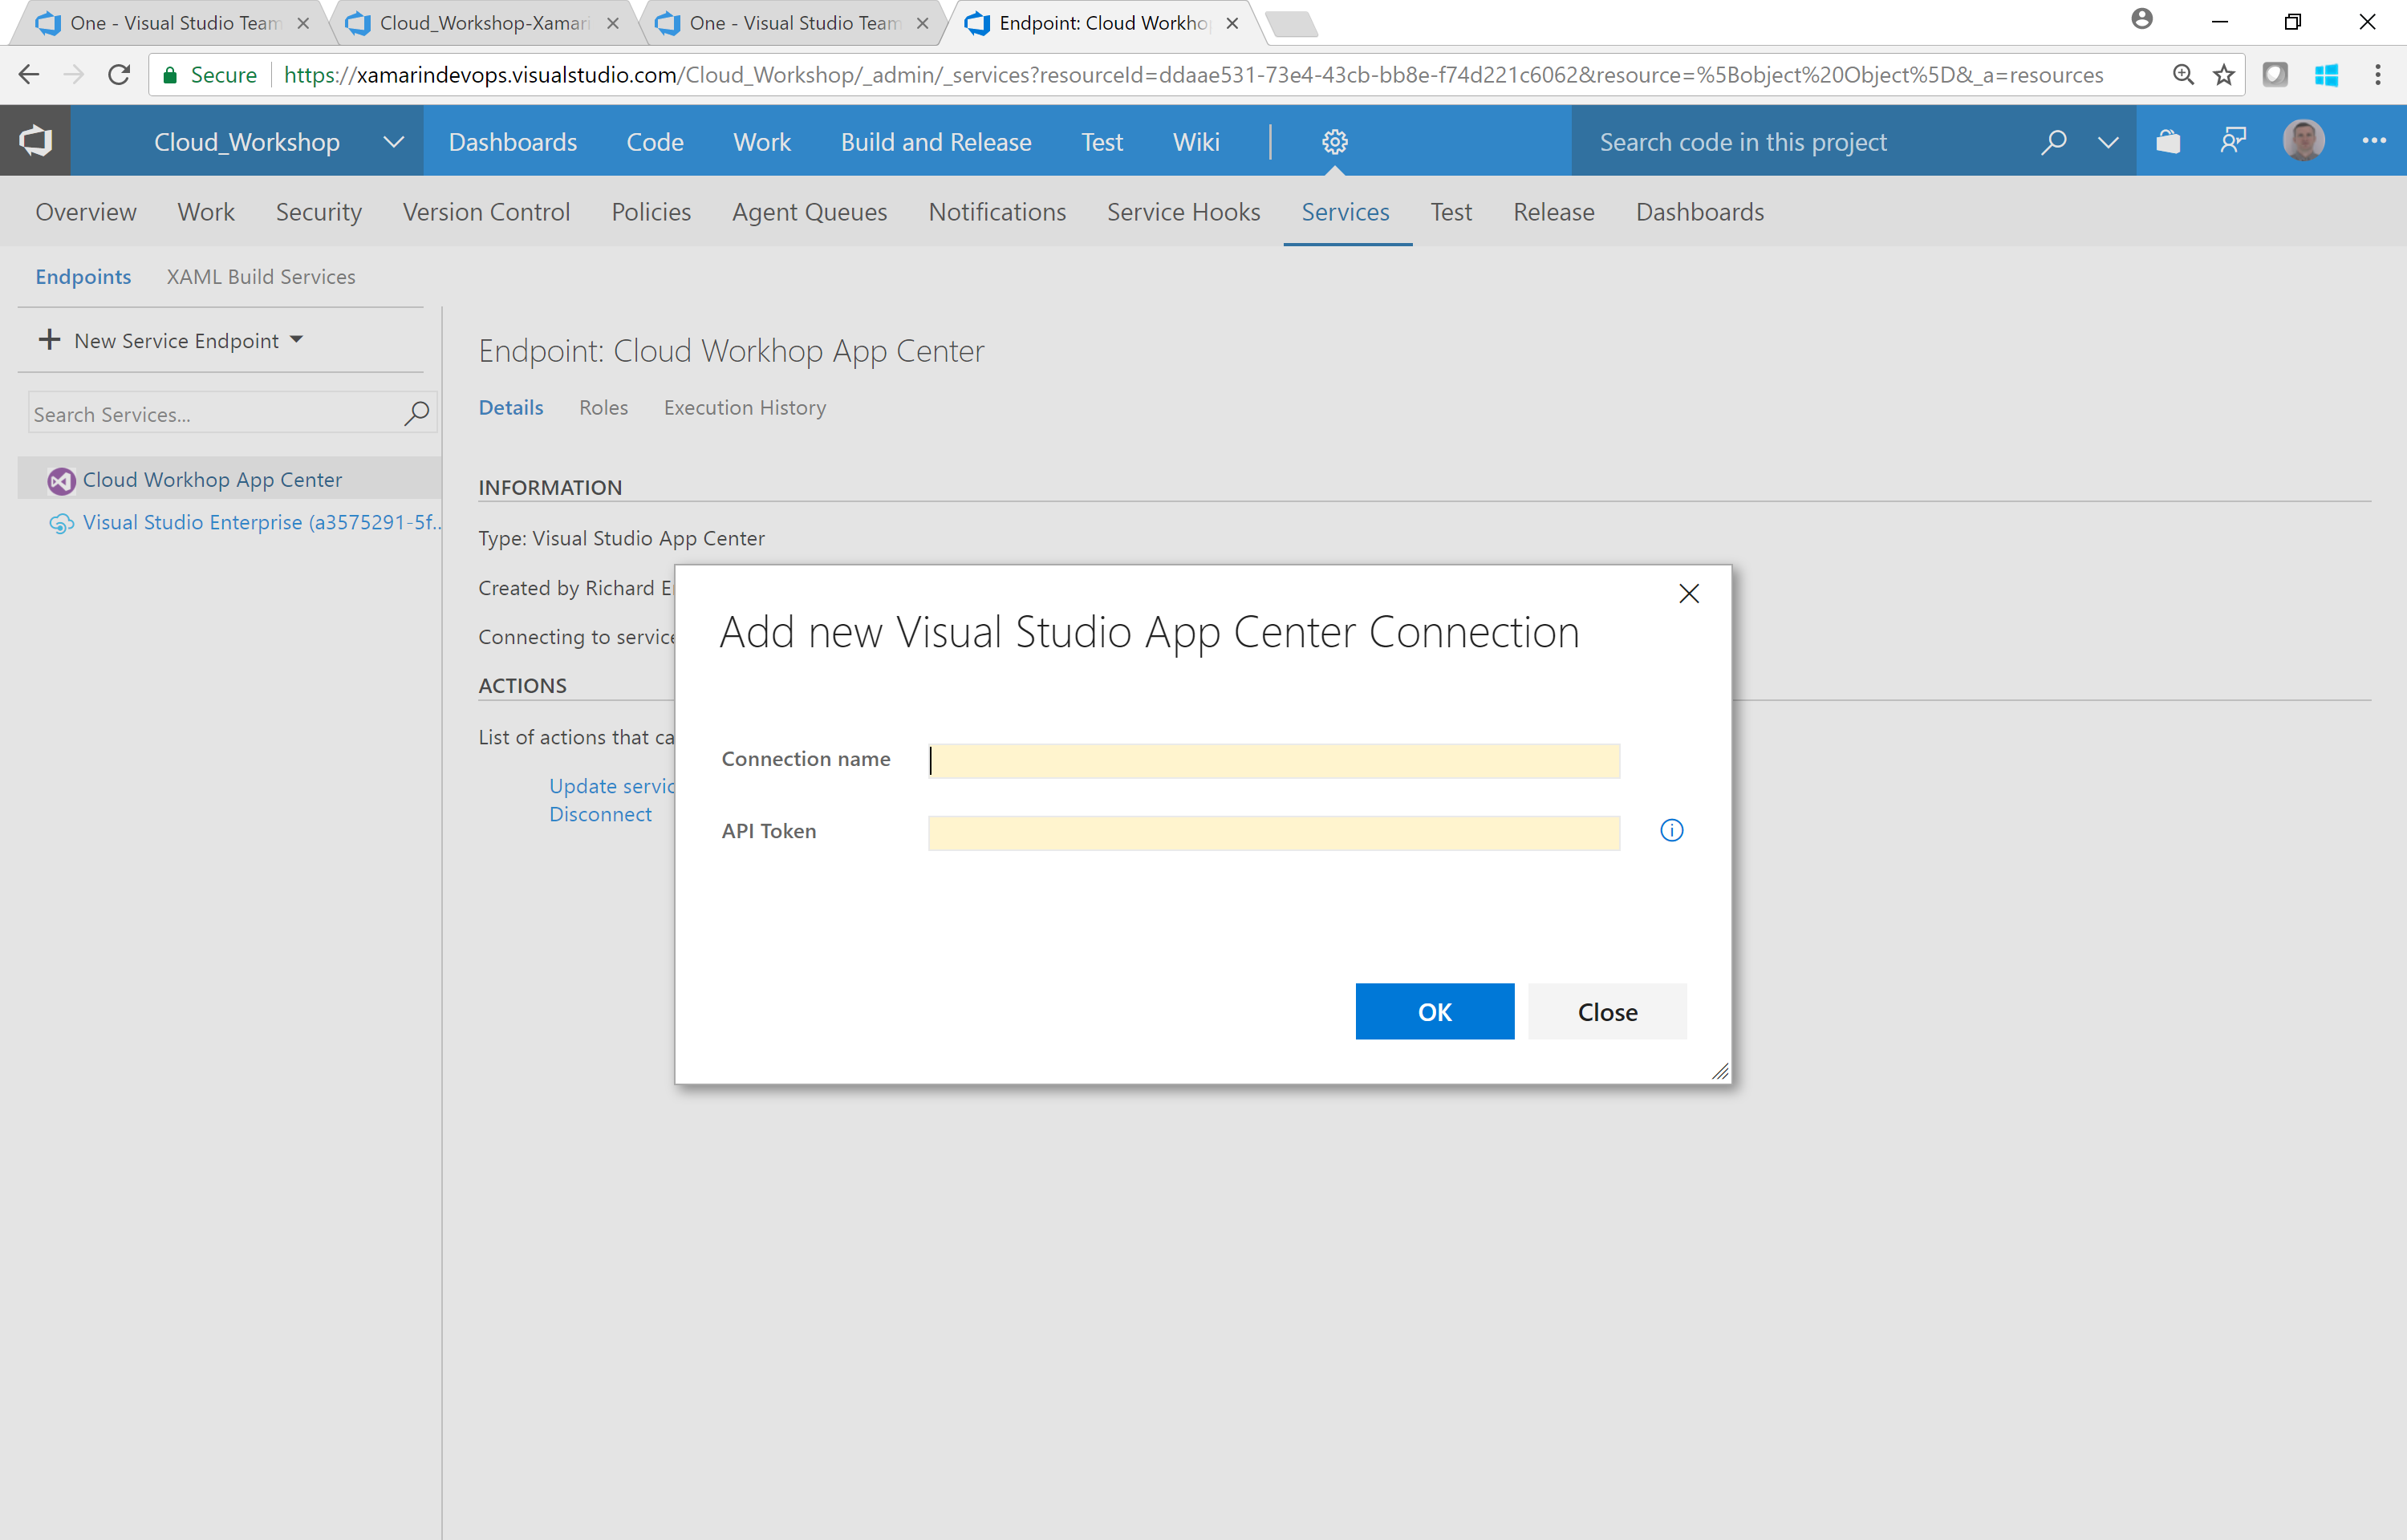 One - Visual Studio Team
Cloud_Workshop-Xamari
One - Visual Studio Team
Endpoint: Cloud Workhop
Secure
https://xamarindevops.visualstudio.com/Cloud_Workshop/_admin/_services?resourceId=ddaae531-73e4-43cb-bb8e-f74d221c6062&resource=%5Bobject%20Object%5D&_a=resources
Cloud_Workshop
Dashboards
Code
Work
Build and Release
Test
Wiki
Search code in this project
Overview
Work
Security
Version Control
Policies
Agent Queues
Notifications
Service Hooks
Services
Test
Release
Dashboards
Endpoints
XAML Build Services
New Service Endpoint
Search Services...
Cloud Workhop App Center
Visual Studio Enterprise (a3575291-5f...
Endpoint: Cloud Workhop App Center
Details
Roles
Execution History
INFORMATION
Type: Visual Studio App Center
Created by Richard
Connecting to service
ACTIONS
List of actions that ca
Update servic
Disconnect
Add new Visual Studio App Center Connection
Connection name
API Token
OK
Close